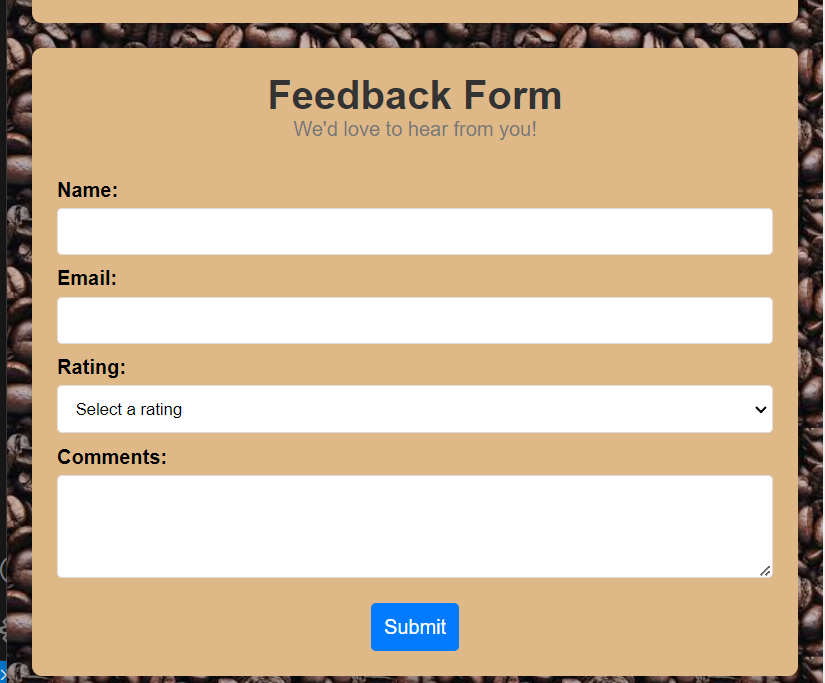 Feedback Form
We'd love to hear from you!
Name:
Email:
Rating:
Select a rating
Comments:
Submit